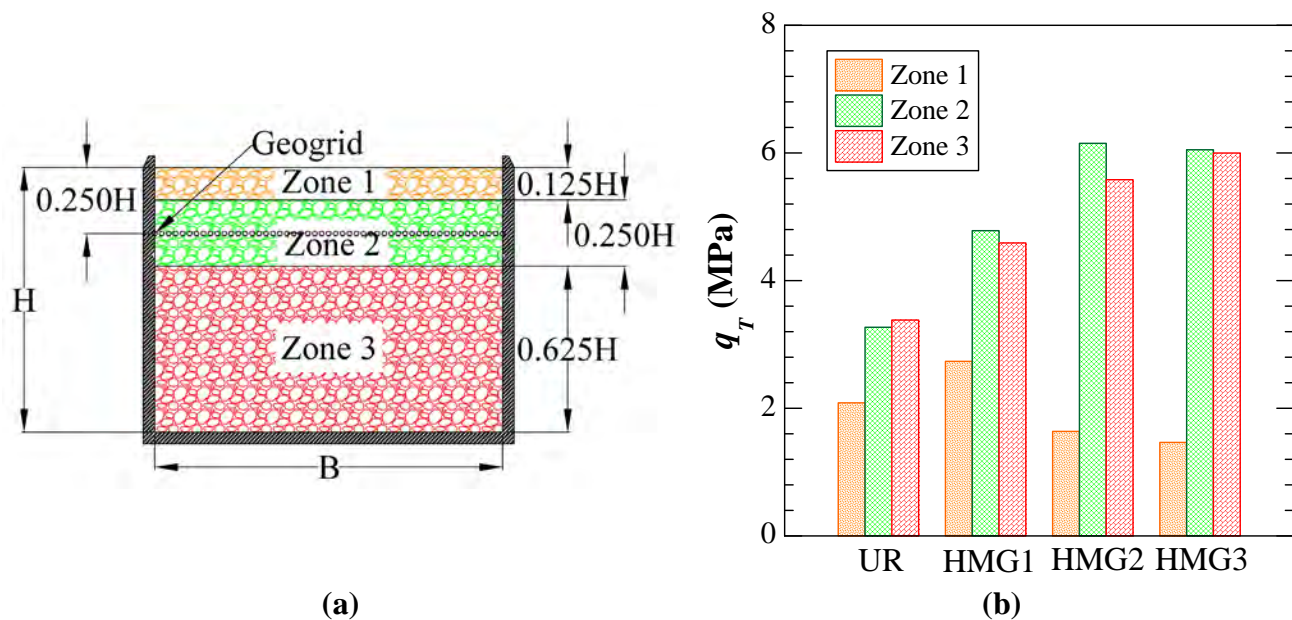 Geogrid
Zone 1
0.250H
0.125H
Zone 2
0.250H
H
Zone 3
0.625H
B
(a)
8
6
4
2
0
q_T (MPa)
Zone 1
Zone 2
Zone 3
UR HMG1 HMG2 HMG3
(b)